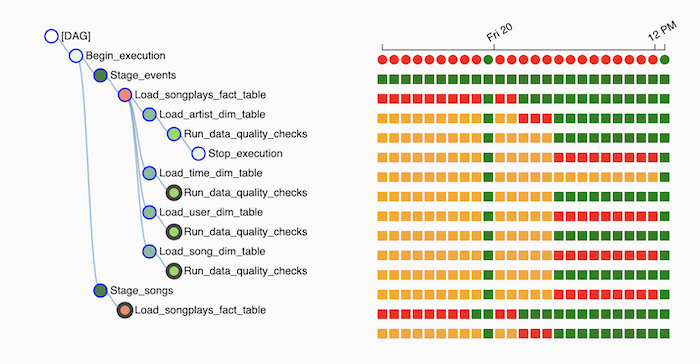 Fri 20
12 PM
[DAG]
Begin_execution
Stage_events
Load_songplays_fact_table
Load_artist_dim_table
Run_data_quality_checks
Stop_execution
Load_time_dim_table
Run_data_quality_checks
Load_user_dim_table
Run_data_quality_checks
Load_song_dim_table
Run_data_quality_checks
Stage_songs
Load_songplays_fact_table